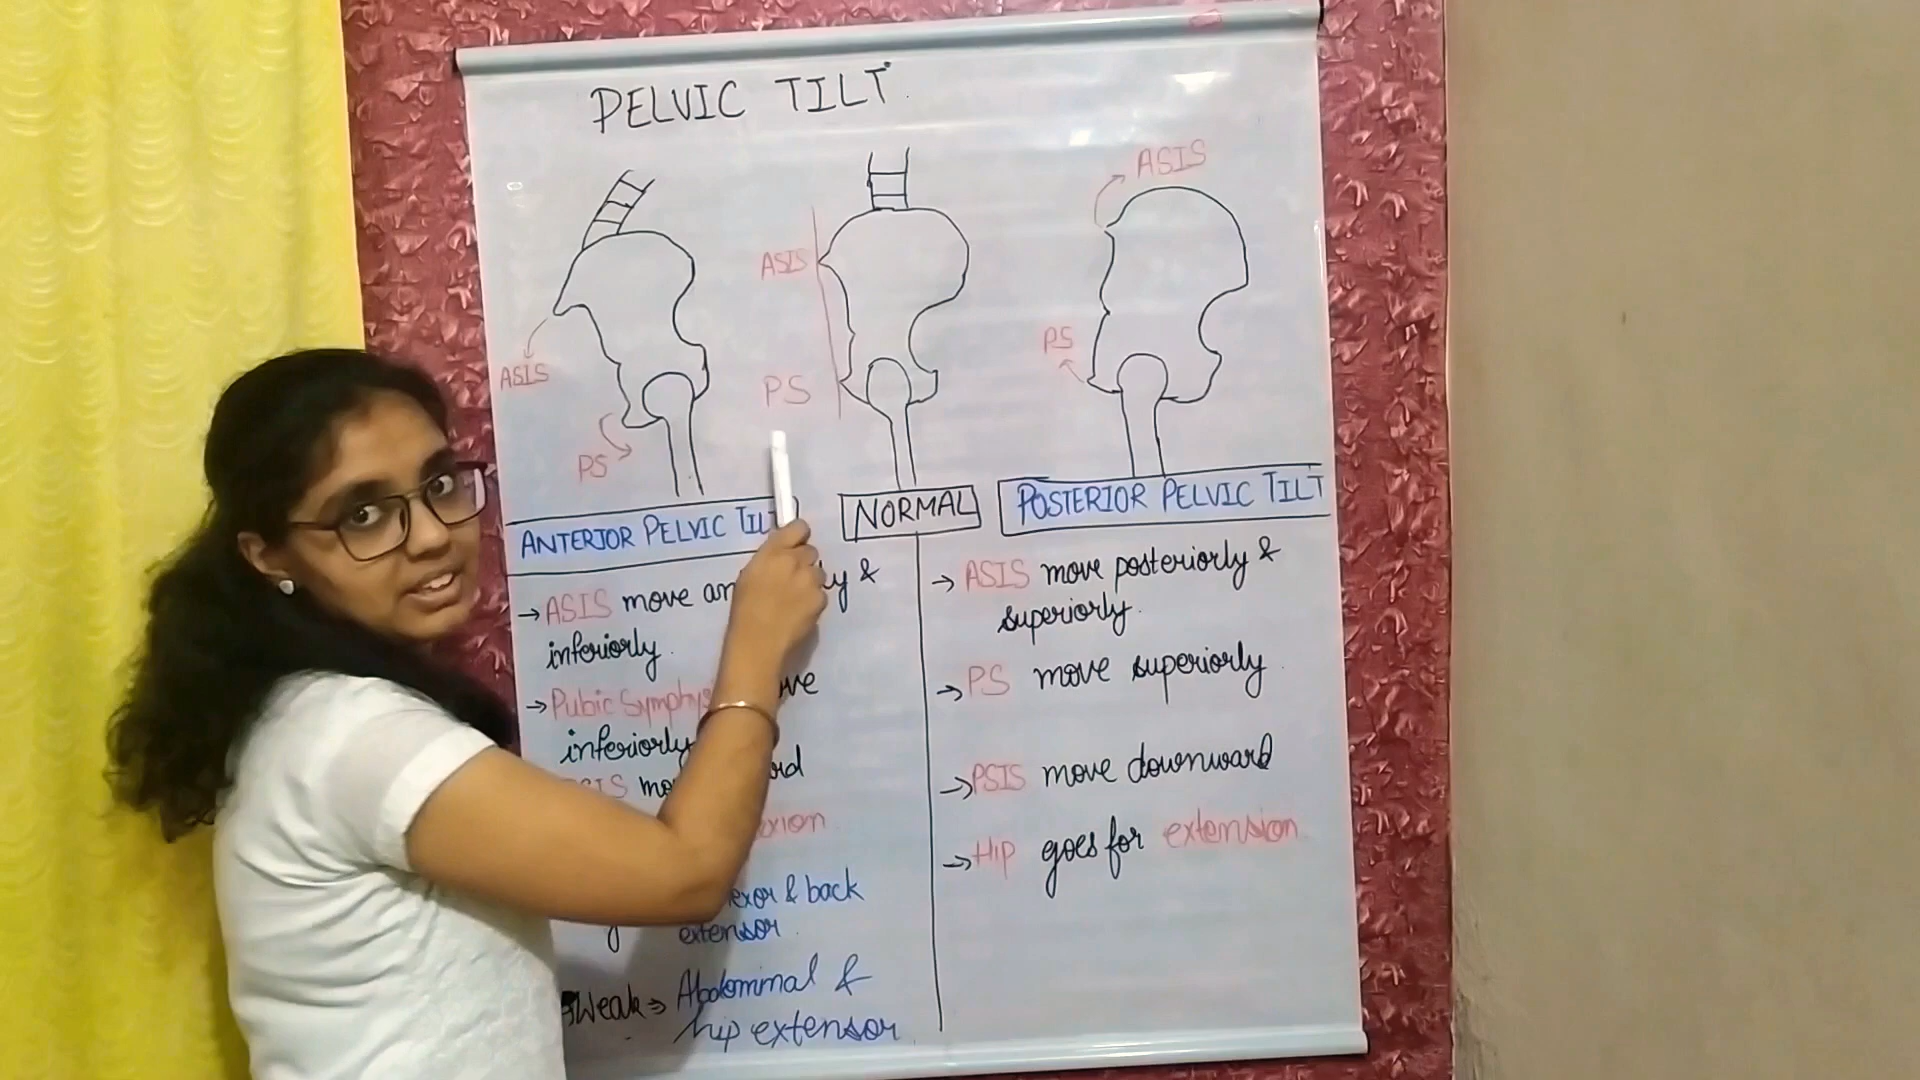 PELVIC TILT
ASIS
PS
ASIS
PS
ASIS
PS
ANTERIOR PELVIC TIL
NORMAL
POSTERIOR PELVIC TILT
→ ASIS move &
inferiorly.
→ Pubic
inferiorly
exor & back
extensor.
Weak → Abdominal &
hip extensor
→ ASIS move posteriorly &
superiorly.
→ PS move superiorly.
→ PSIS move downward
→ Hip goes for extension